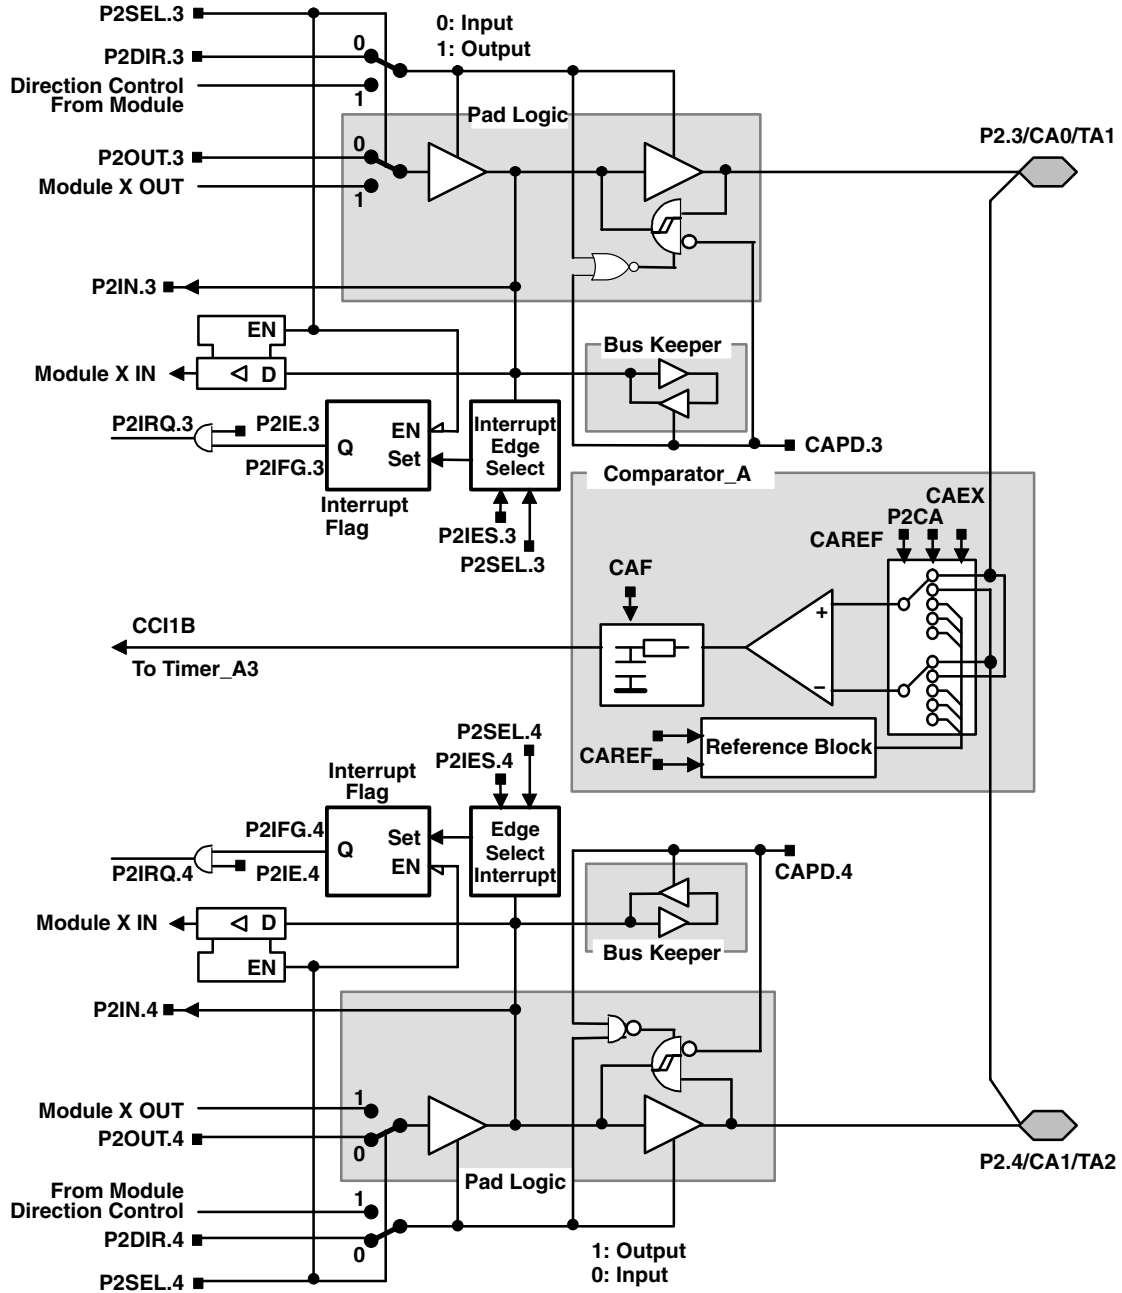 P2SEL.3
0: Input
1: Output
P2DIR.3
0
Direction Control
From Module
1
Pad Logic
P2OUT.3
0
Module X OUT
1
P2.3/CA0/TA1
P2IN.3
EN
Module X IN
D
Bus Keeper
P2IRQ.3
P2IE.3
P2IFG.3
Q
EN
Set
Interrupt
Edge
Select
CAPD.3
Interrupt
Flag
P2IES.3
P2SEL.3
Comparator_A
CAEX
P2CA
CAREF
CAF
CCI1B
To Timer_A3
+
−
Reference Block
CAREF
P2SEL.4
P2IES.4
Interrupt
Flag
P2IFG.4
Q
Set
EN
Edge
Select
Interrupt
P2IRQ.4
P2IE.4
CAPD.4
Module X IN
D
EN
Bus Keeper
P2IN.4
Module X OUT
1
P2OUT.4
0
Pad Logic
P2.4/CA1/TA2
From Module
Direction Control
1
P2DIR.4
0
1: Output
0: Input
P2SEL.4